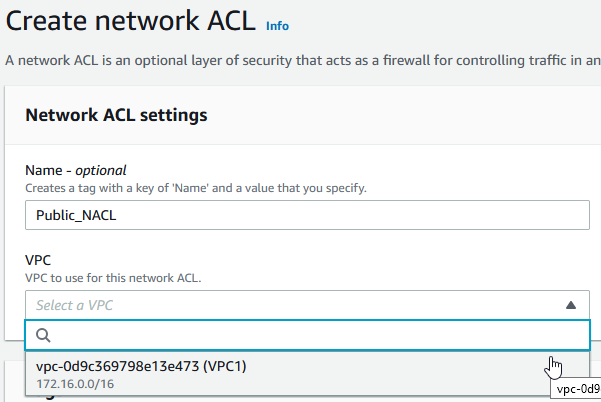 Create network ACL Info
A network ACL is an optional layer of security that acts as a firewall for controlling traffic in an
Network ACL settings
Name - optional
Creates a tag with a key of 'Name' and a value that you specify.
Public_NACL
VPC
VPC to use for this network ACL.
Select a VPC
vpc-0d9c369798e13e473 (VPC1)
172.16.0.0/16
vpc-0d9